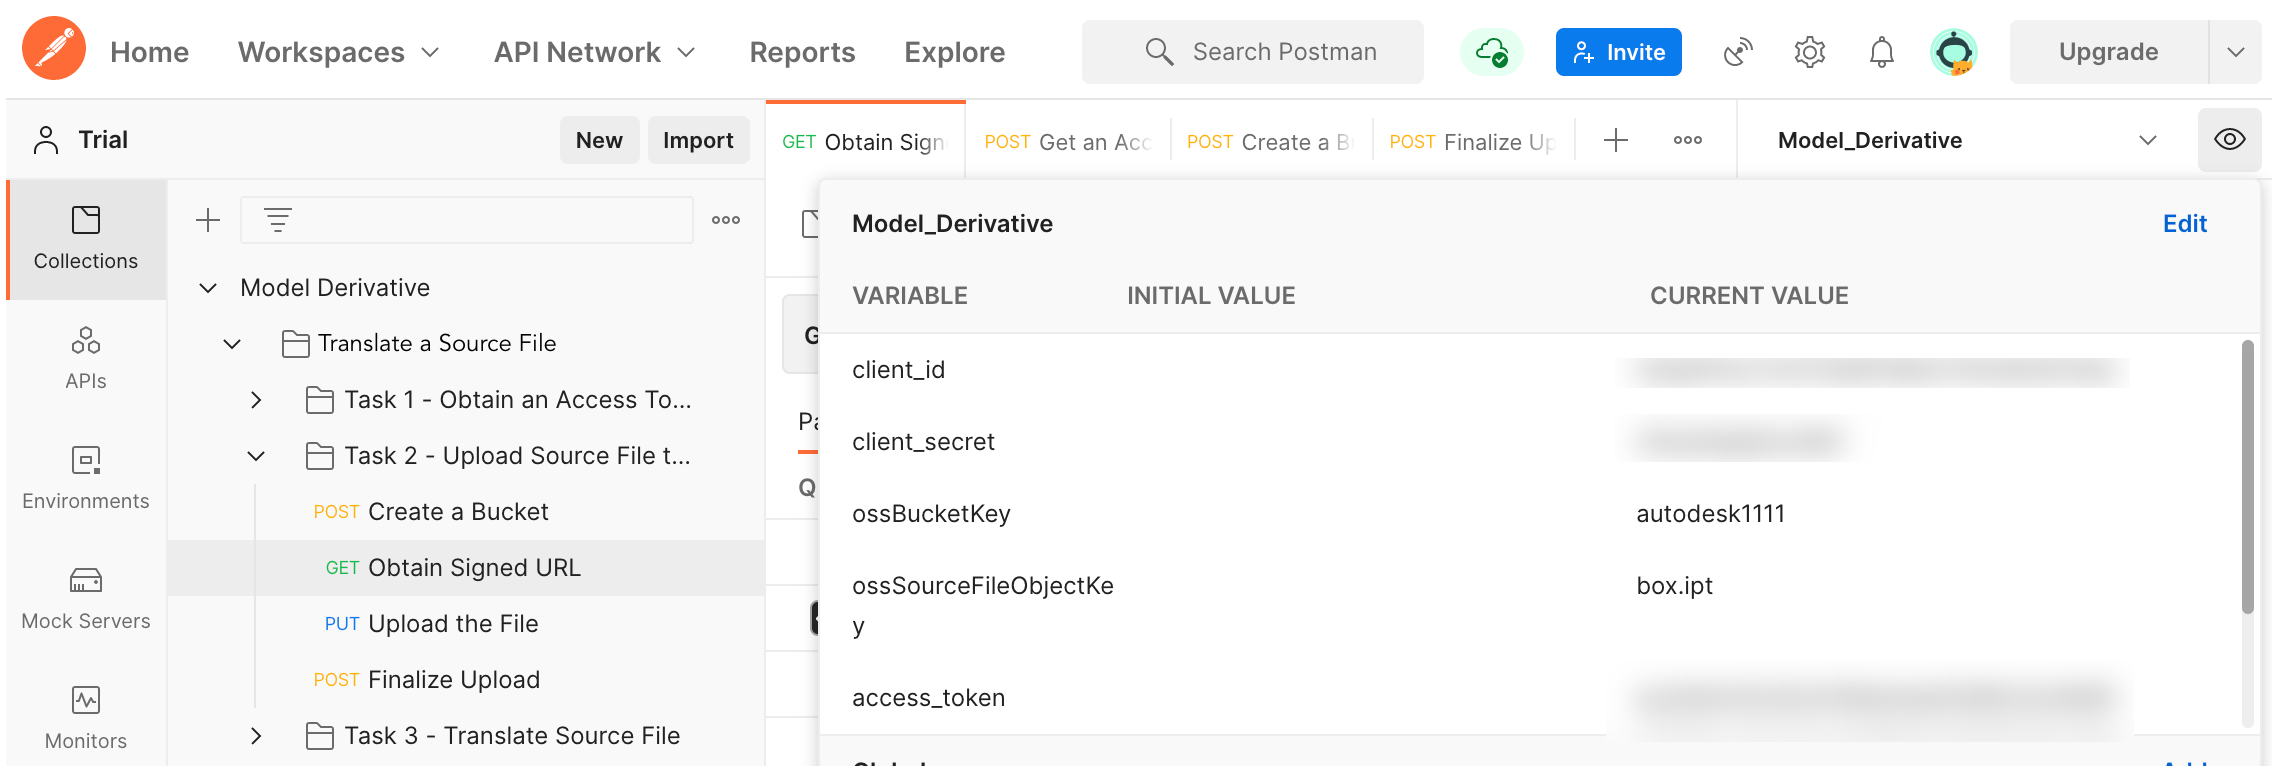 Home Workspaces API Network Reports Explore Search Postman Invite Upgrade
Trial New Import
GET Obtain Sign POST Get an Acc POST Create a B POST Finalize Up Model_Derivative
Collections
APIs
Environments
Mock Servers
Monitors
Model Derivative
Translate a Source File
Task 1 - Obtain an Access To...
Task 2 - Upload Source File t...
POST Create a Bucket
GET Obtain Signed URL
PUT Upload the File
POST Finalize Upload
Task 3 - Translate Source File
G
Pa
Q
Model_Derivative Edit
VARIABLE INITIAL VALUE CURRENT VALUE
client_id
client_secret
ossBucketKey autodesk1111
ossSourceFileObjectKe box.ipt
y
access_token